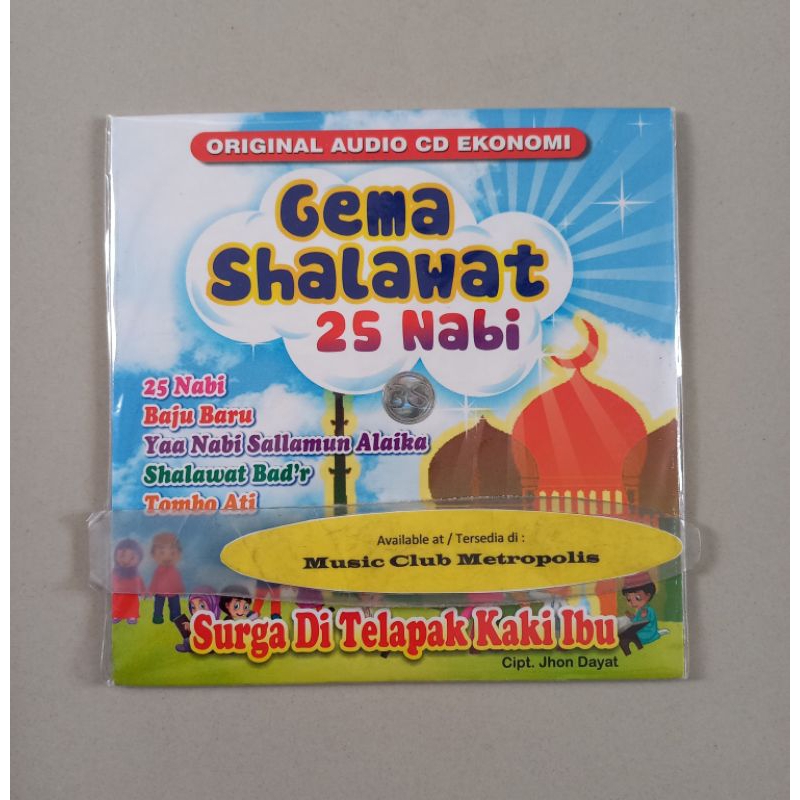 ORIGINAL AUDIO CD EKONOMI
Gema
Shalawat
25 Nabi
25 Nabi
Baju Baru
Yaa Nabi Sallamun Alaika
Shalawat Bad'r
Tombo Ati
Available at / Tersedia di :
Music Club Metropolis
Surga Di Telapak Kaki Ibu
Cipt. Jhon Dayat